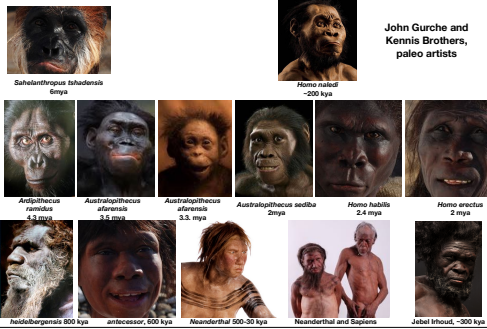 John Gurche and
Kennis Brothers,
paleo artists
Sahelanthropus tshadensis
6mya
Homo naledi
~200 kya
Ardipithecus
ramidus
4.3 mya
Australopithecus
afarensis
3.5 mya
Australopithecus
afarensis
3.3. mya
Australopithecus sediba
2mya
Homo habilis
2.4 mya
Homo erectus
2 mya
heidelbergensis 800 kya
antecessor, 600 kya
Neanderthal 500-30 kya
Neanderthal and Sapiens
Jebel Irhoud, ~300 kya